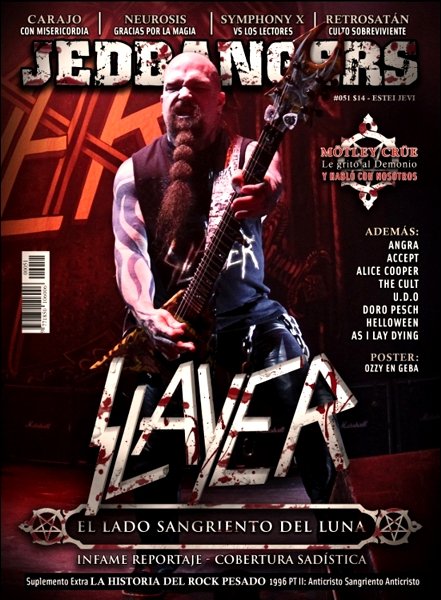 CARAJO
CON MISERICORDIA
NEUROSIS
GRACIAS POR LA MAGIA
SYMPHONY X
VS LOS LECTORES
RETROSATÁN
CULTO SOBREVIVIENTE
JEDBANGERS
#051 $14 - ESTEI JEVI
MÖTLEY CRÜE
Le gritó al Demonio
Y HABLÓ CON NOSOTROS
ADEMÁS:
ANGRA
ACCEPT
ALICE COOPER
THE CULT
U.D.O
DORO PESCH
HELLOWEEN
AS I LAY DYING
POSTER:
OZZY EN GEBA
00051
SLAYER
EL LADO SANGRIENTO DEL LUNA
INFAME REPORTAJE - COBERTURA SADÍSTICA
Suplemento Extra LA HISTORIA DEL ROCK PESADO 1996 PT II: Anticristo Sangriento Anticristo